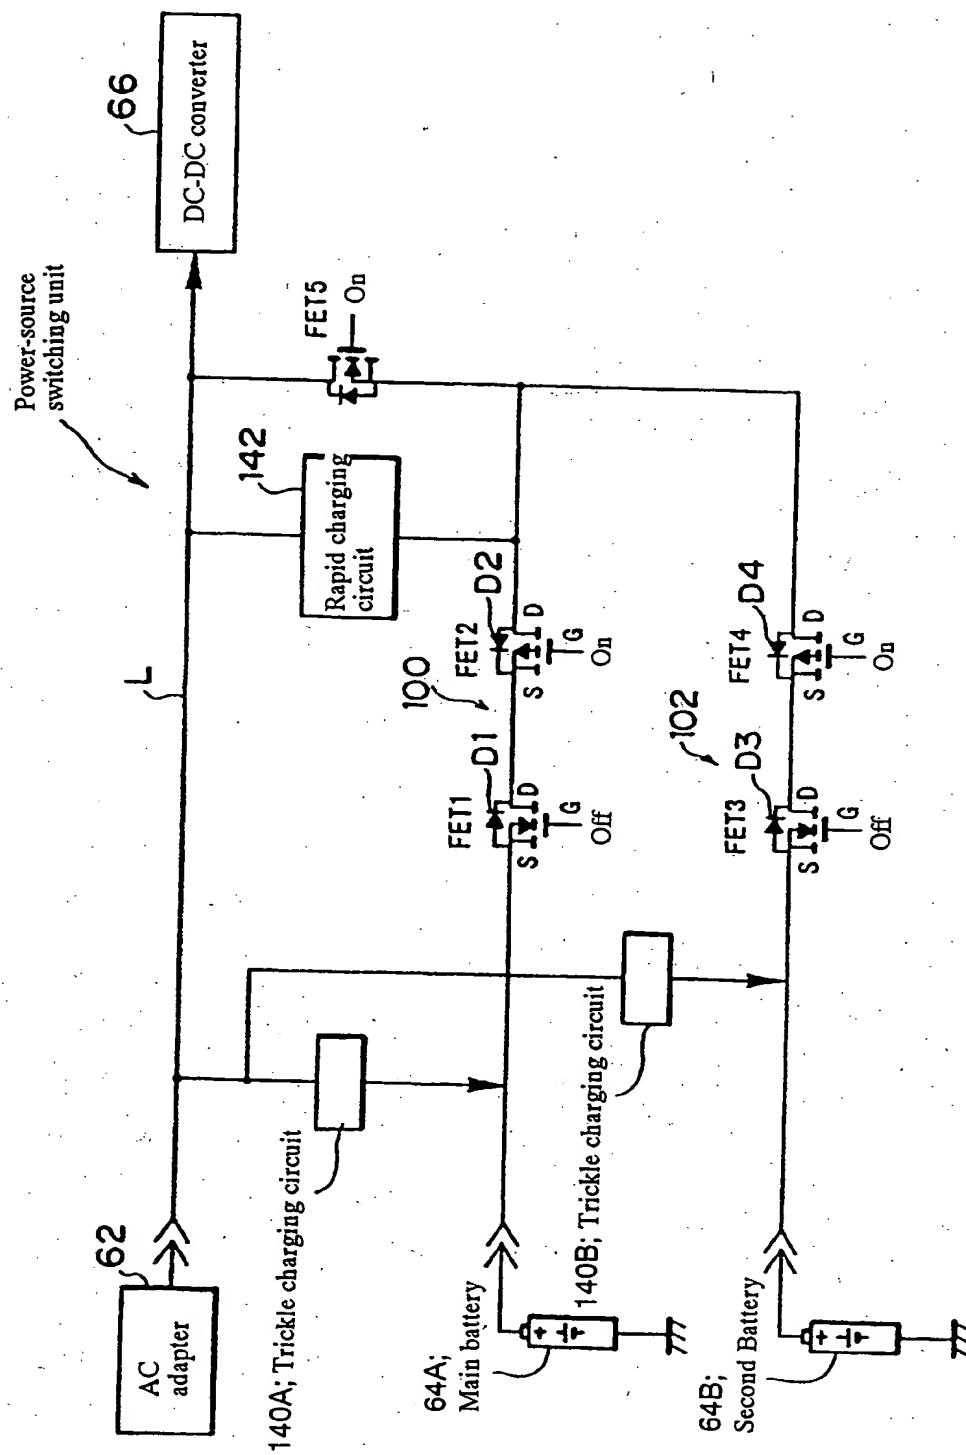 Power-source
switching unit
66
DC-DC converter
L
142
Rapid charging
circuit
FET5
On
62
AC
adapter
140A; Trickle charging circuit
100
FET1
D1
S
D
G
Off
FET2
D2
S
D
G
On
64A;
Main battery
+
140B; Trickle charging circuit
102
FET3
D3
S
D
G
Off
FET4
D4
S
D
G
On
64B;
Second Battery
+